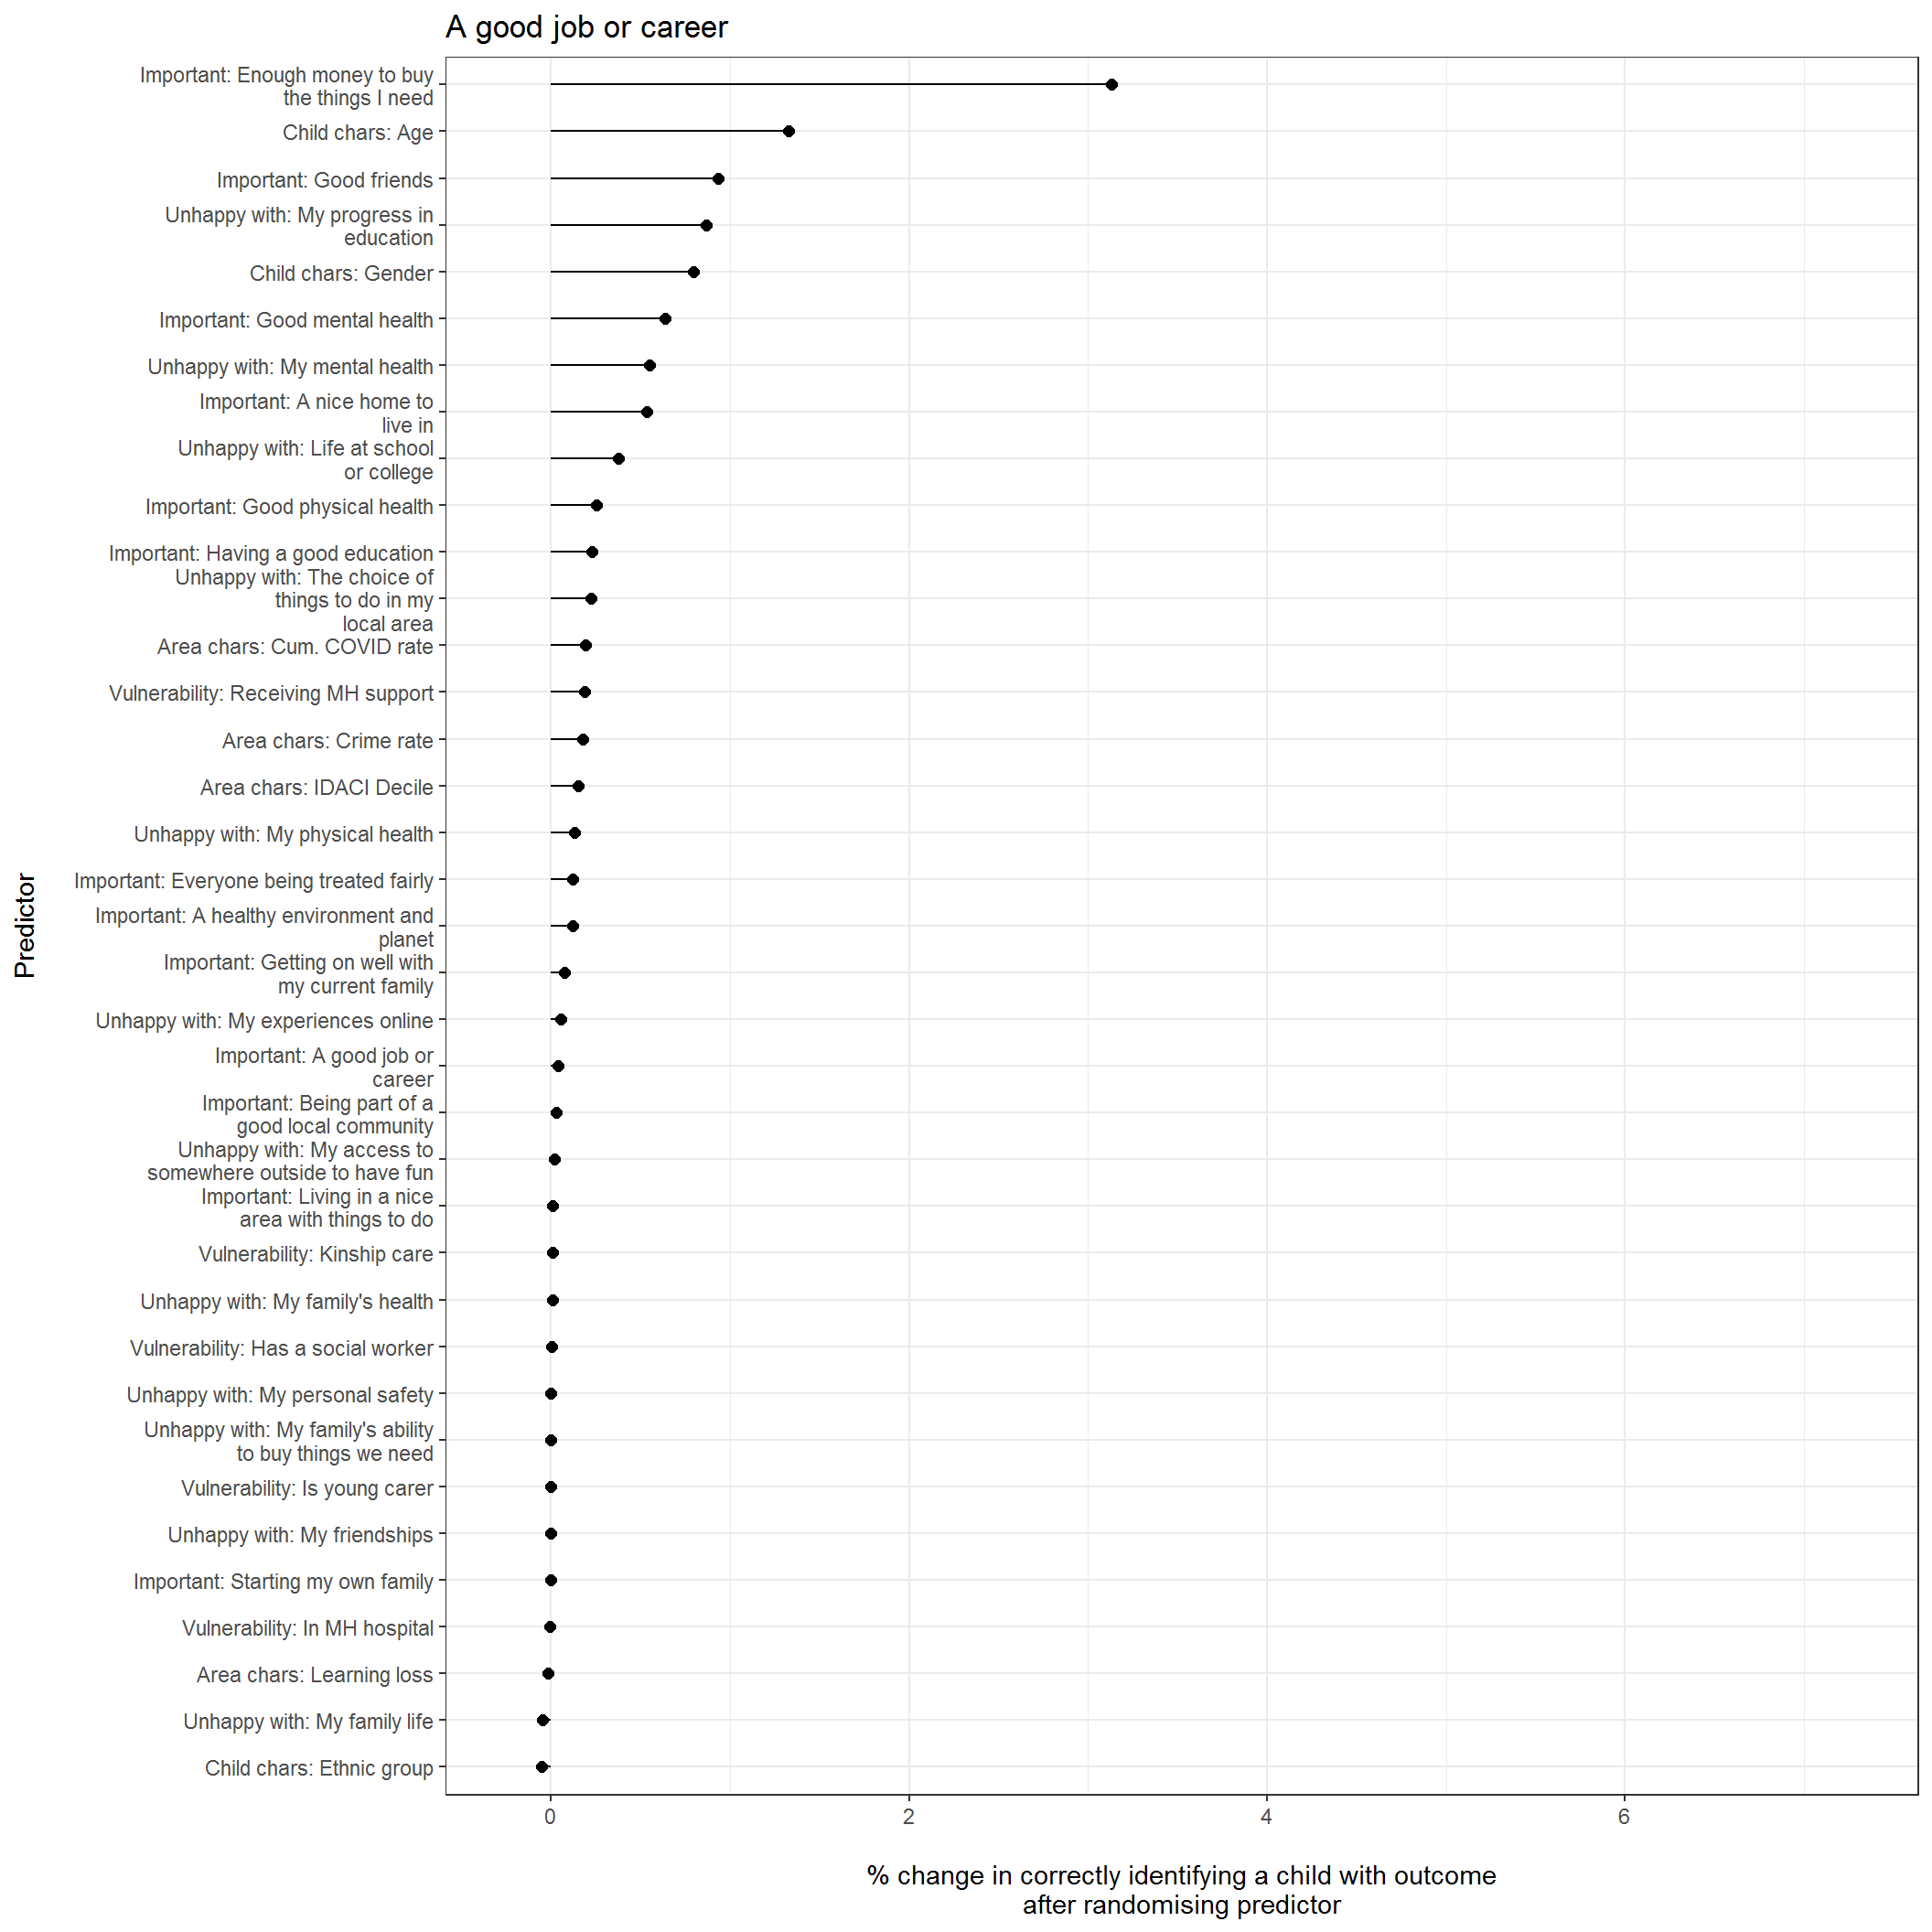 A good job or career
Important: Enough money to buy
the things I need
Child chars: Age
Important: Good friends
Unhappy with: My progress in
education
Child chars: Gender
Important: Good mental health
Unhappy with: My mental health
Important: A nice home to
live in
Unhappy with: Life at school
or college
Important: Good physical health
Important: Having a good education
Unhappy with: The choice of
things to do in my
local area
Area chars: Cum. COVID rate
Vulnerability: Receiving MH support
Area chars: Crime rate
Area chars: IDACI Decile
Unhappy with: My physical health
Important: Everyone being treated fairly
Important: A healthy environment and
planet
Important: Getting on well with
my current family
Unhappy with: My experiences online
Important: A good job or
career
Important: Being part of a
good local community
Unhappy with: My access to
somewhere outside to have fun
Important: Living in a nice
area with things to do
Vulnerability: Kinship care
Unhappy with: My family's health
Vulnerability: Has a social worker
Unhappy with: My personal safety
Unhappy with: My family's ability
to buy things we need
Vulnerability: Is young carer
Unhappy with: My friendships
Important: Starting my own family
Vulnerability: In MH hospital
Area chars: Learning loss
Unhappy with: My family life
Child chars: Ethnic group
Predictor
0 2 4 6
% change in correctly identifying a child with outcome
after randomising predictor